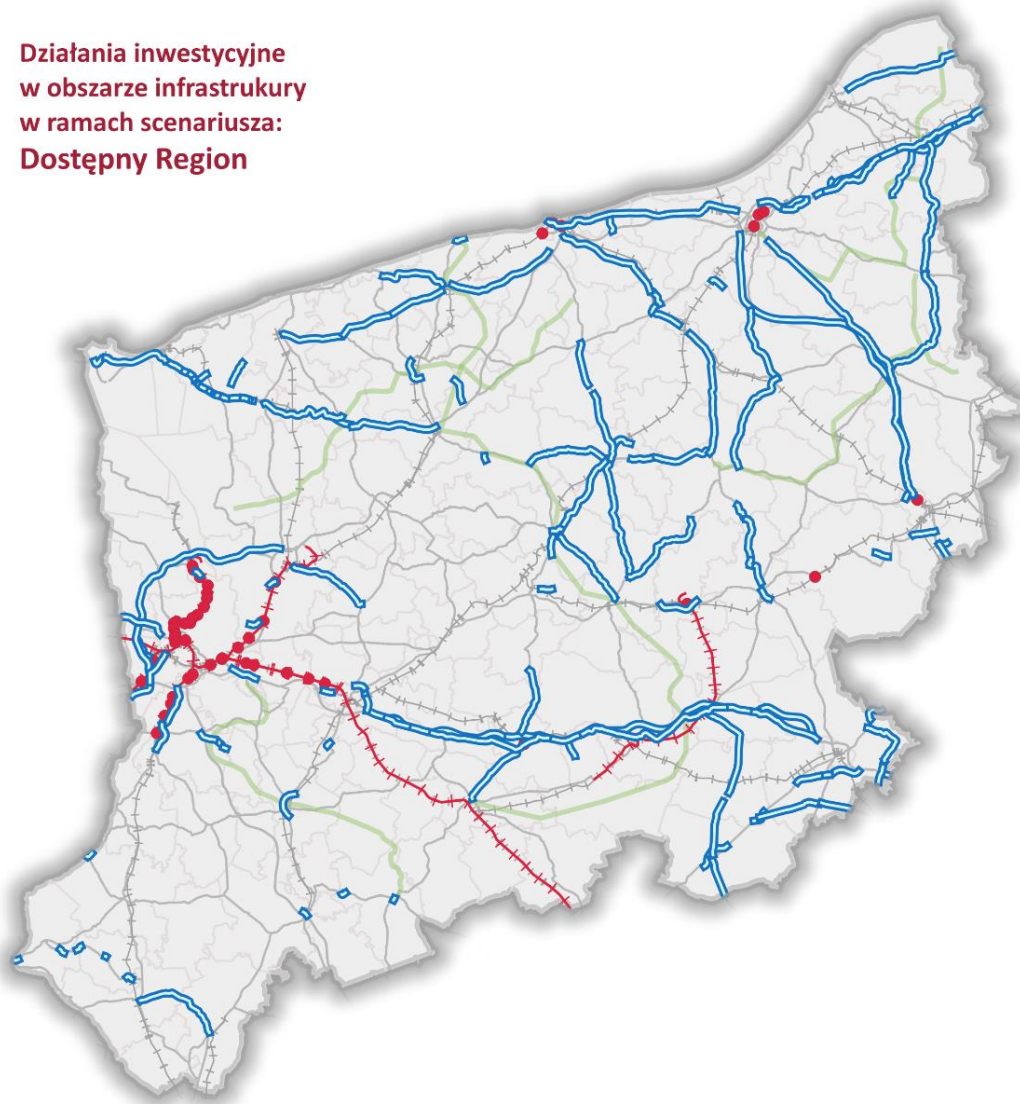 Działania inwestycyjne
w obszarze infrastrukury
w ramach scenariusza:
Dostępny Region